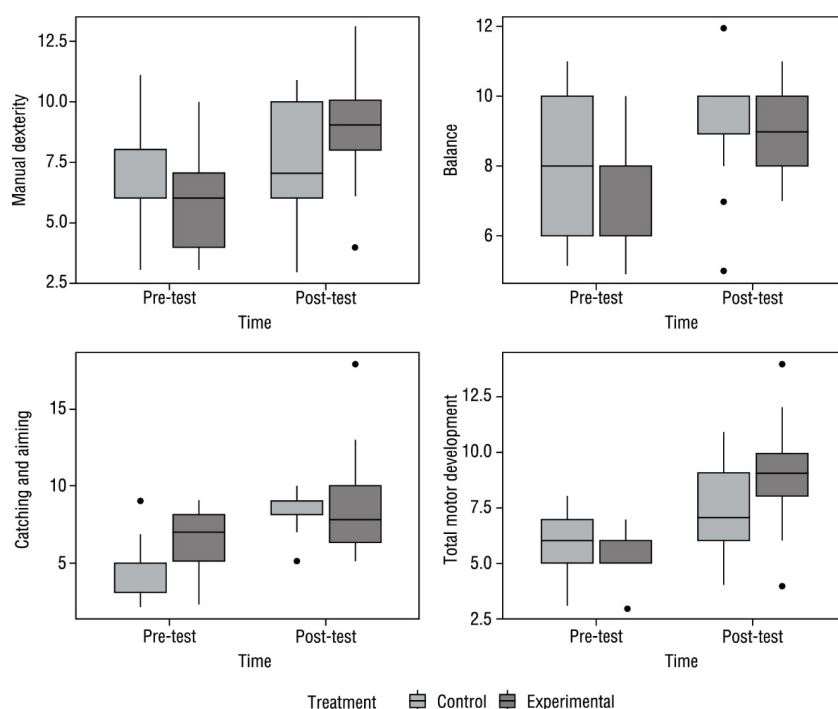 Manual dexterity
12.5
10.0
7.5
5.0
2.5
Pre-test
Post-test
Time
Balance
12
10
8
6
Pre-test
Post-test
Time
Catching and aiming
15
10
5
Pre-test
Post-test
Time
Total motor development
12.5
10.0
7.5
5.0
2.5
Pre-test
Post-test
Time
Treatment Control Experimental